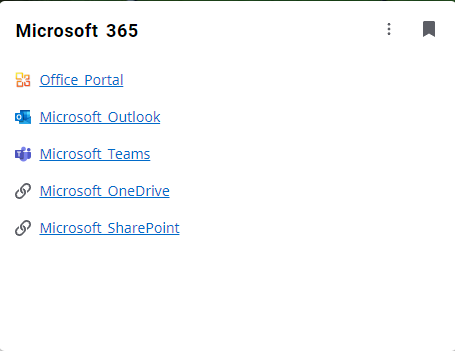 Microsoft 365
Office Portal
Microsoft Outlook
Microsoft Teams
Microsoft OneDrive
Microsoft SharePoint